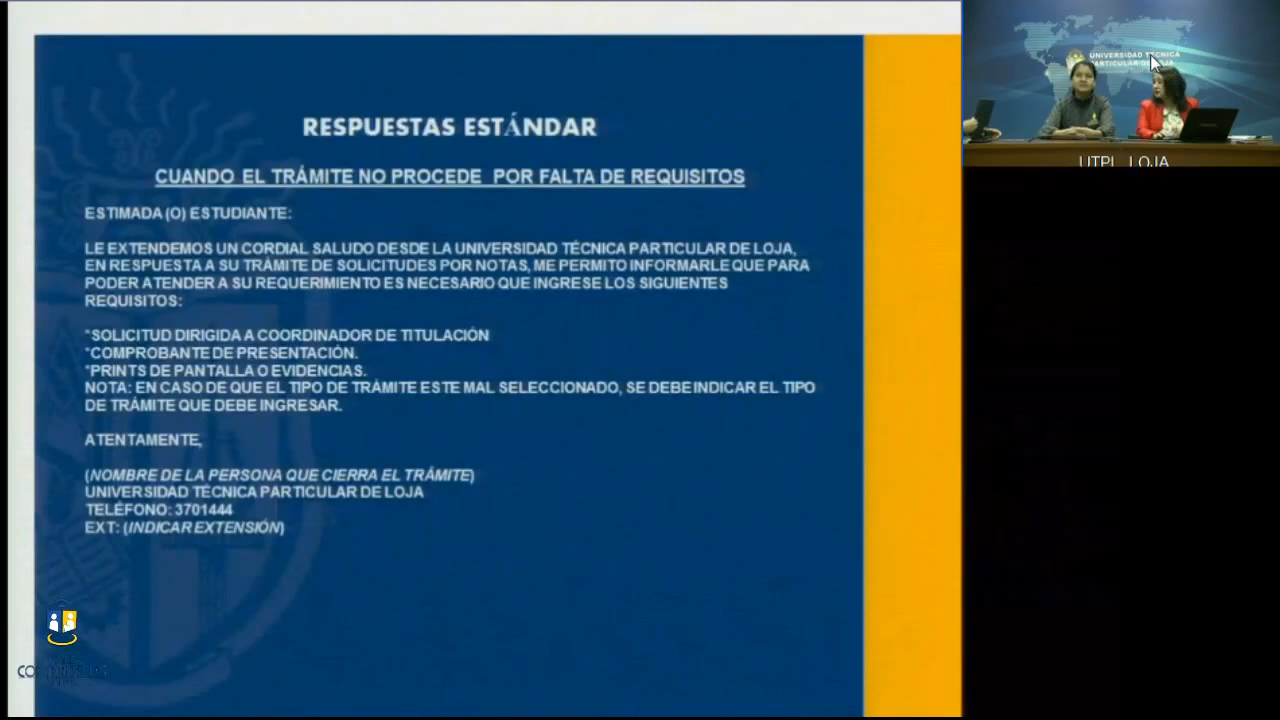 RESPUESTAS ESTÁNDAR
CUANDO EL TRÁMITE NO PROCEDE POR FALTA DE REQUISITOS
ESTIMADA (O) ESTUDIANTE:
LE EXTENDEMOS UN CORDIAL SALUDO DESDE LA UNIVERSIDAD TÉCNICA PARTICULAR DE LOJA,
EN RESPUESTA A SU TRÁMITE DE SOLICITUDES POR NOTAS, ME PERMITO INFORMARLE QUE PARA
PODER ATENDER A SU REQUERIMIENTO ES NECESARIO QUE INGRESE LOS SIGUIENTES
REQUISITOS:
*SOLICITUD DIRIGIDA A COORDINADOR DE TITULACIÓN
*COMPROBANTE DE PRESENTACIÓN.
*PRINTS DE PANTALLA O EVIDENCIAS.
NOTA: EN CASO DE QUE EL TIPO DE TRÁMITE ESTE MAL SELECCIONADO, SE DEBE INDICAR EL TIPO
DE TRÁMITE QUE DEBE INGRESAR.
ATENTAMENTE,
(NOMBRE DE LA PERSONA QUE CIERRA EL TRÁMITE)
UNIVERSIDAD TÉCNICA PARTICULAR DE LOJA
TELÉFONO: 3701444
EXT: (INDICAR EXTENSIÓN)
UNIVERSIDAD TÉCNICA
PARTICULAR DE LOJA
UTPL LOJA